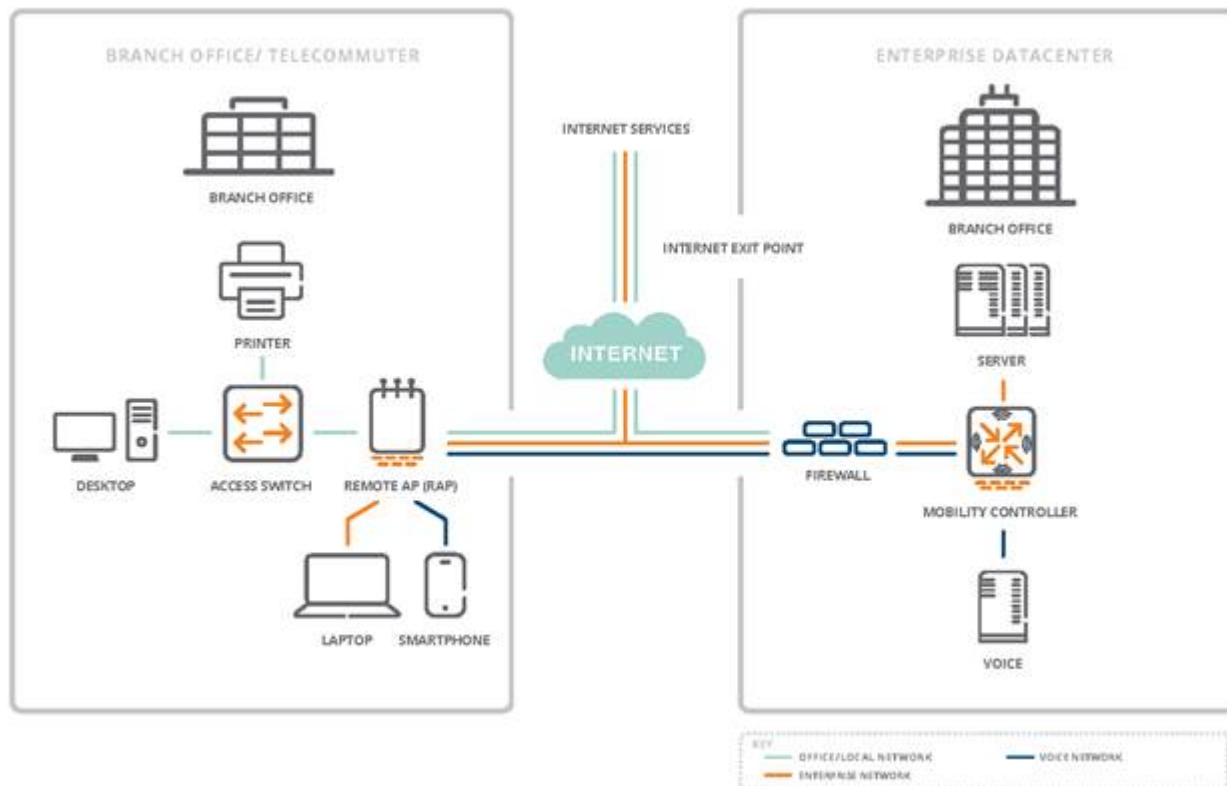 BRANCH OFFICE/ TELECOMMUTER
ENTERPRISE DATACENTER
BRANCH OFFICE
PRINTER
DESKTOP
ACCESS SWITCH
REMOTE AP (RAP)
LAPTOP
SMARTPHONE
INTERNET SERVICES
INTERNET EXIT POINT
INTERNET
BRANCH OFFICE
SERVER
FIREWALL
MOBILITY CONTROLLER
VOICE
KEY
OFFICE/LOCAL NETWORK
VOICE NETWORK
ENTERPRISE NETWORK